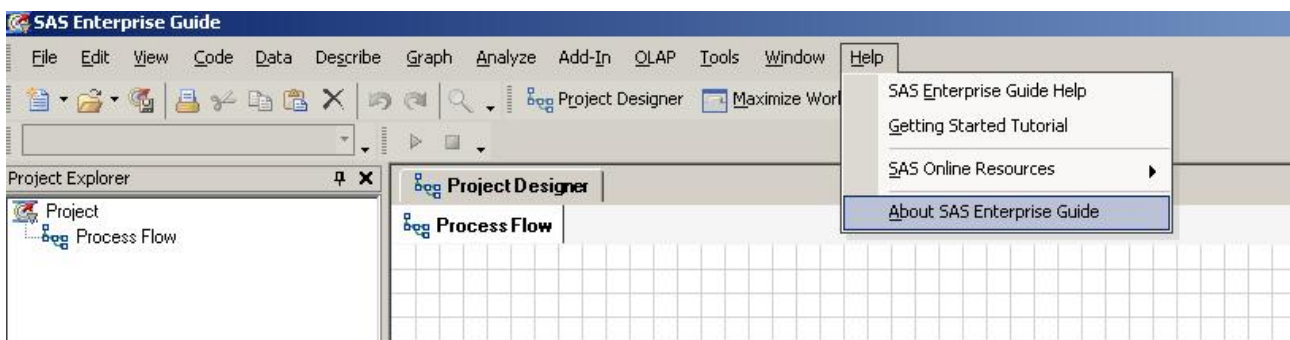 SAS Enterprise Guide
File Edit View Code Data Describe Graph Analyze Add-In OLAP Tools Window Help
Project Designer Maximize Worl
SAS Enterprise Guide Help
Getting Started Tutorial
SAS Online Resources
About SAS Enterprise Guide
Project Explorer
Project
Process Flow
Project Designer
Process Flow